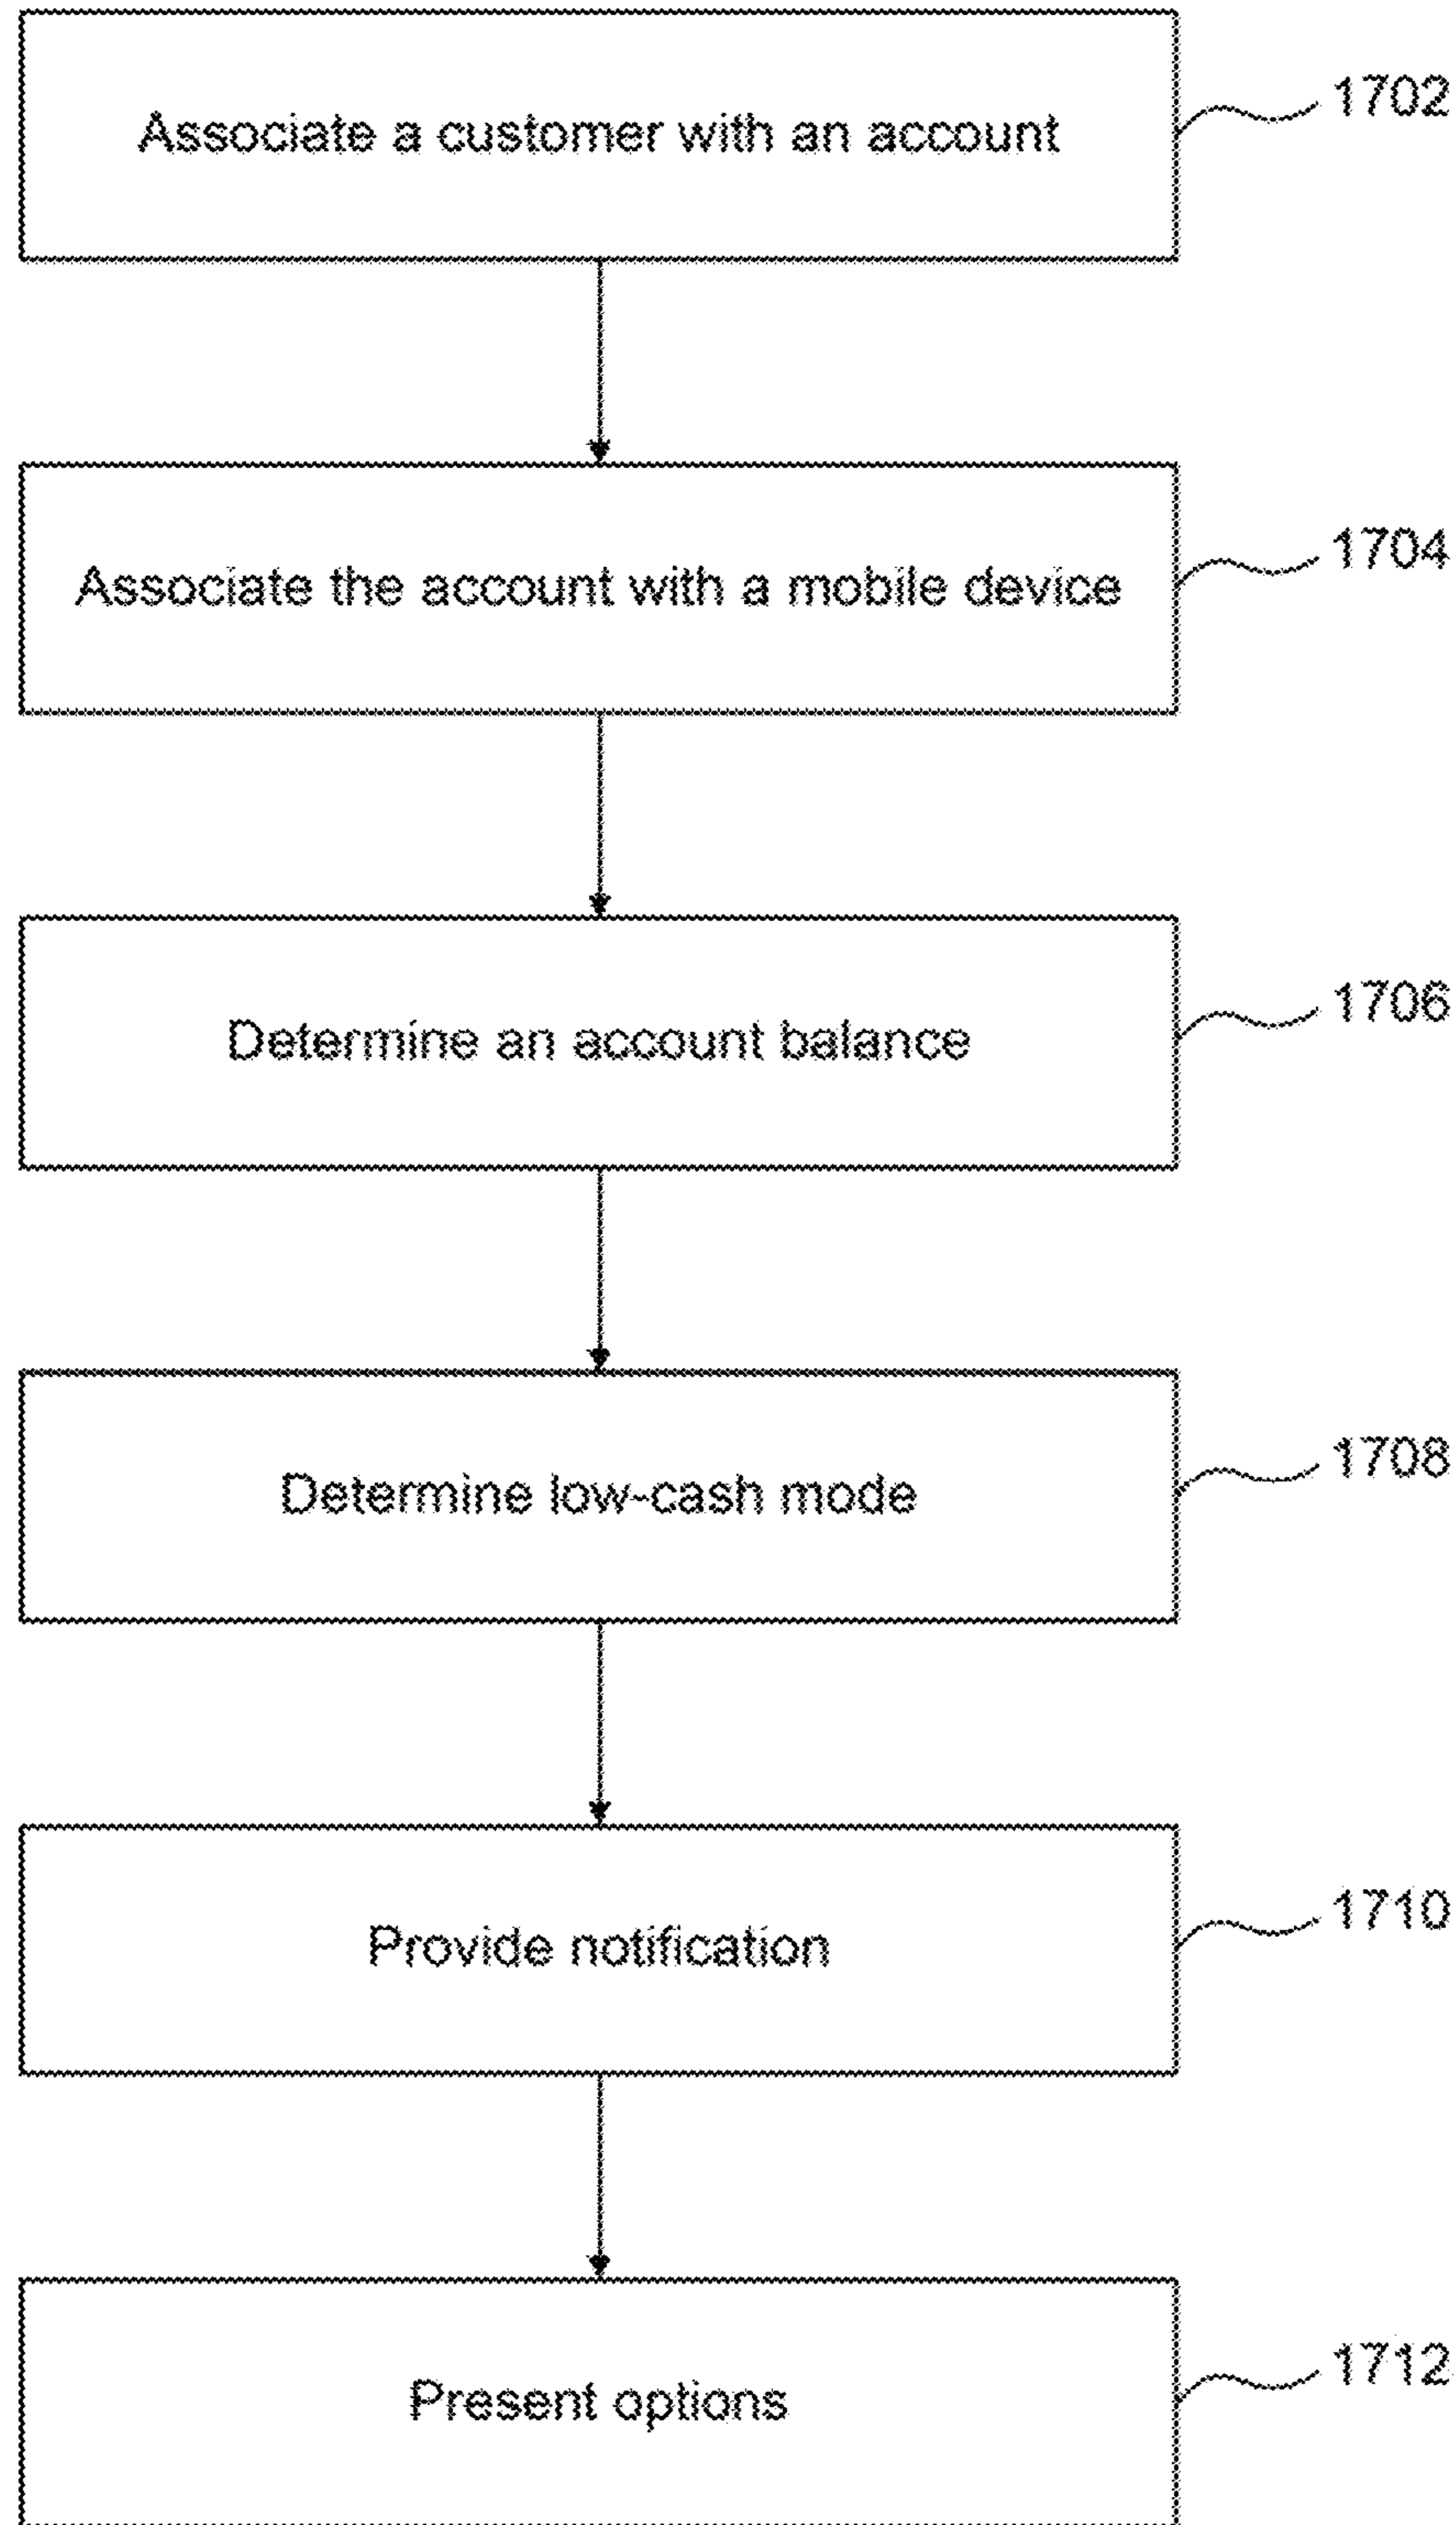 Associate a customer with an account
1702
Associate the account with a mobile device
1704
Determine an account balance
1706
Determine low-cash mode
1708
Provide notification
1710
Present options
1712